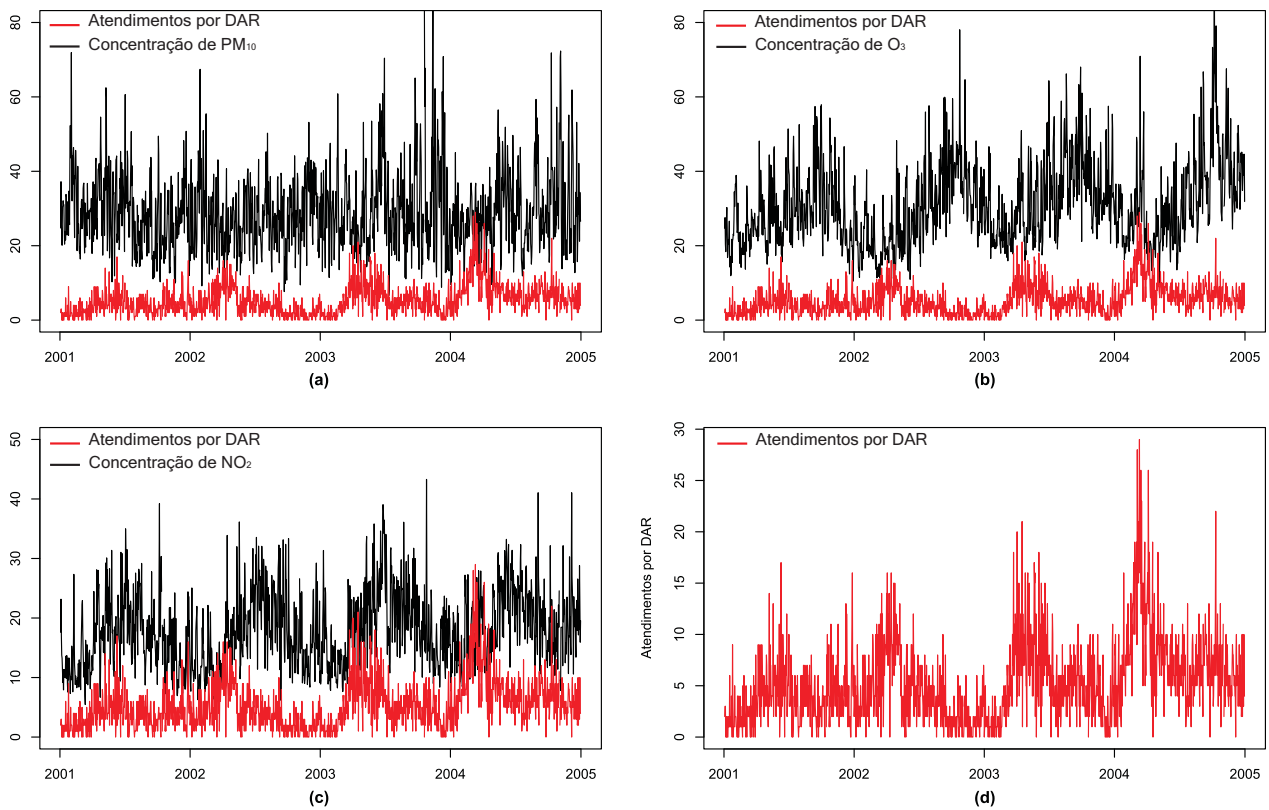 Atendimentos por DAR
Concentração de PM₁₀
80
60
40
20
0
2001 2002 2003 2004 2005
(a)
Atendimentos por DAR
Concentração de O₃
80
60
40
20
0
2001 2002 2003 2004 2005
(b)
Atendimentos por DAR
Concentração de NO₂
50
40
30
20
10
0
2001 2002 2003 2004 2005
(c)
Atendimentos por DAR
Atendimentos por DAR
30
25
20
15
10
5
0
2001 2002 2003 2004 2005
(d)